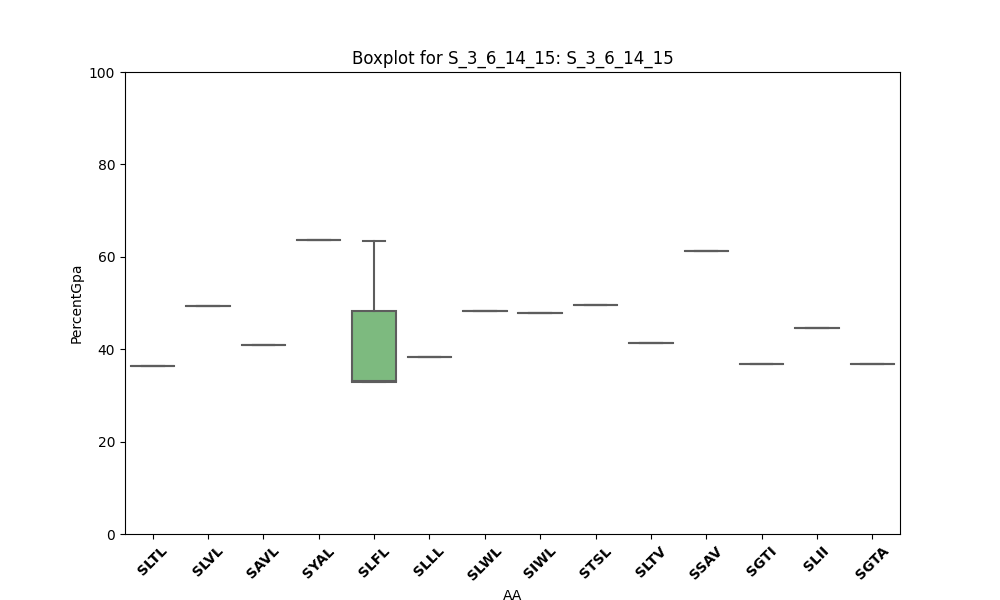 Boxplot for S_3_6_14_15: S_3_6_14_15
100
80
60
40
20
0
PercentGpa
SLTL
SLVL
SAVL
SYAL
SLFL
SLLL
SLWL
SIWL
STSL
SLTV
SSAV
SGTI
SLII
SGTA
AA